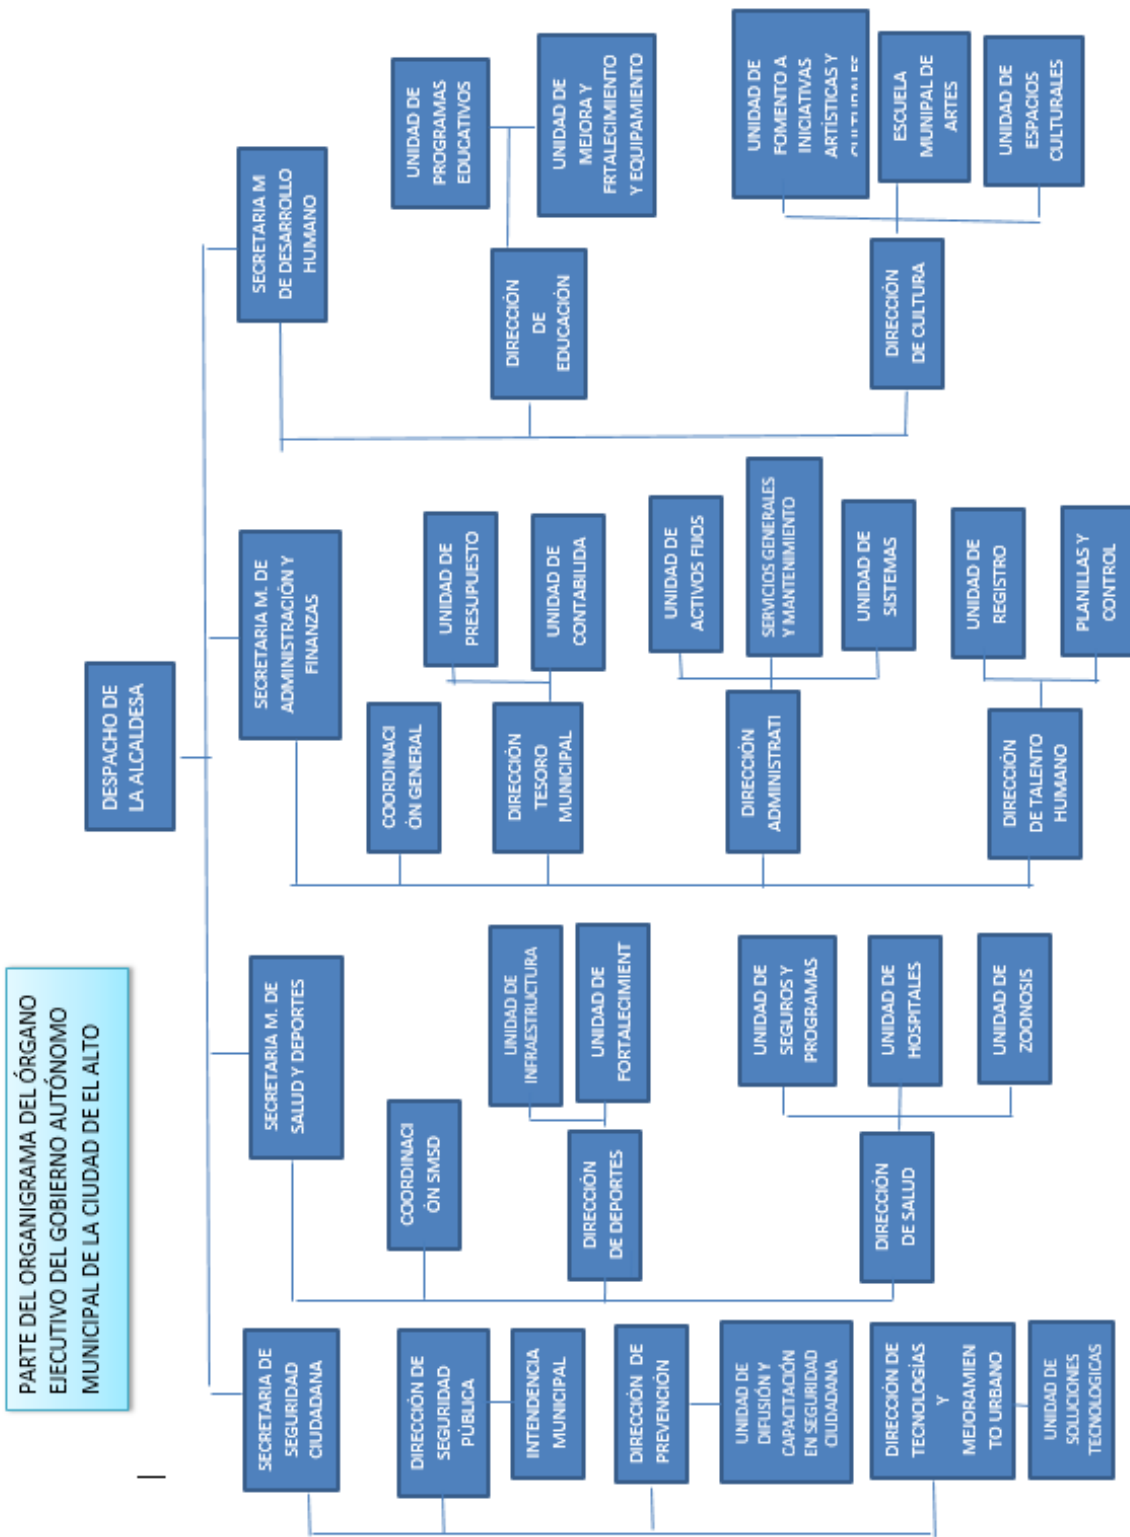 PARTE DEL ORGANIGRAMA DEL ÓRGANO
EJECUTIVO DEL GOBIERNO AUTÓNOMO
MUNICIPAL DE LA CIUDAD DE EL ALTO
DESPACHO DE
LA ALCALDESA
SECRETARIA DE
SEGURIDAD
CIUDADANA
SECRETARIA M. DE
SALUD Y DEPORTES
SECRETARIA M. DE
ADMINISTRACIÓN Y
FINANZAS
SECRETARIA M
DE DESARROLLO
HUMANO
DIRECCIÓN DE
SEGURIDAD
PÚBLICA
INTENDENCIA
MUNICIPAL
DIRECCIÓN DE
PREVENCIÓN
UNIDAD DE
DIFUSIÓN Y
CAPACITACIÓN
EN SEGURIDAD
CIUDADANA
DIRECCIÓN DE
TECNOLOGÍAS
Y
MEJORAMIEN
TO URBANO
UNIDAD DE
SOLUCIONES
TECNOLOGICAS
COORDINACI
ÓN SMSD
DIRECCIÓN
DE DEPORTES
UNIDAD DE
INFRAESTRUCTURA
UNIDAD DE
FORTALECIMIENT
DIRECCIÓN
DE SALUD
UNIDAD DE
SEGUROS Y
PROGRAMAS
UNIDAD DE
HOSPITALES
UNIDAD DE
ZOONOSIS
COORDINACI
ÓN GENERAL
DIRECCIÓN
TESORO
MUNICIPAL
UNIDAD DE
PRESUPUESTO
UNIDAD DE
CONTABILIDA
DIRECCIÓN
ADMINISTRATI
UNIDAD DE
ACTIVOS FIJOS
SERVICIOS GENERALES
Y MANTENIMIENTO
UNIDAD DE
SISTEMAS
DIRECCIÓN
DE TALENTO
HUMANO
UNIDAD DE
REGISTRO
PLANILLAS Y
CONTROL
DIRECCIÓN
DE
EDUCACIÓN
UNIDAD DE
PROGRAMAS
EDUCATIVOS
UNIDAD DE
MEJORA Y
FRTALECIMIENTO
Y EQUIPAMIENTO
DIRECCIÓN
DE CULTURA
UNIDAD DE
FOMENTO A
INICIATIVAS
ARTÍSTICAS Y
CULTURALES
ESCUELA
MUNIPAL DE
ARTES
UNIDAD DE
ESPACIOS
CULTURALES